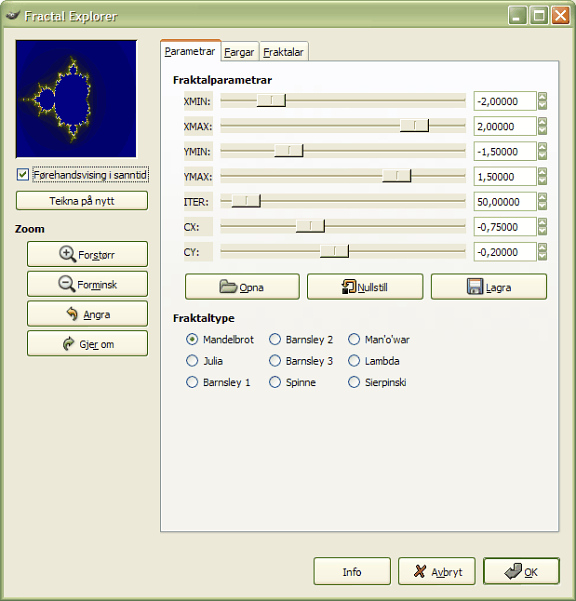 Fractal Explorer
Parametrar Fargar Fraktalar
Førehandsvising i sanntid
Teikna på nytt
Zoom
Forstørr
Forminsk
Angra
Gjer om
Fraktalparametrar
XMIN: -2,00000
XMAX: 2,00000
YMIN: -1,50000
YMAX: 1,50000
ITER: 50,00000
CX: -0,75000
CY: -0,20000
Opna Nullstill Lagra
Fraktaltype
Mandelbrot Barnsley 2 Man'o'war
Julia Barnsley 3 Lambda
Barnsley 1 Spinne Sierpinski
Info Avbryt OK